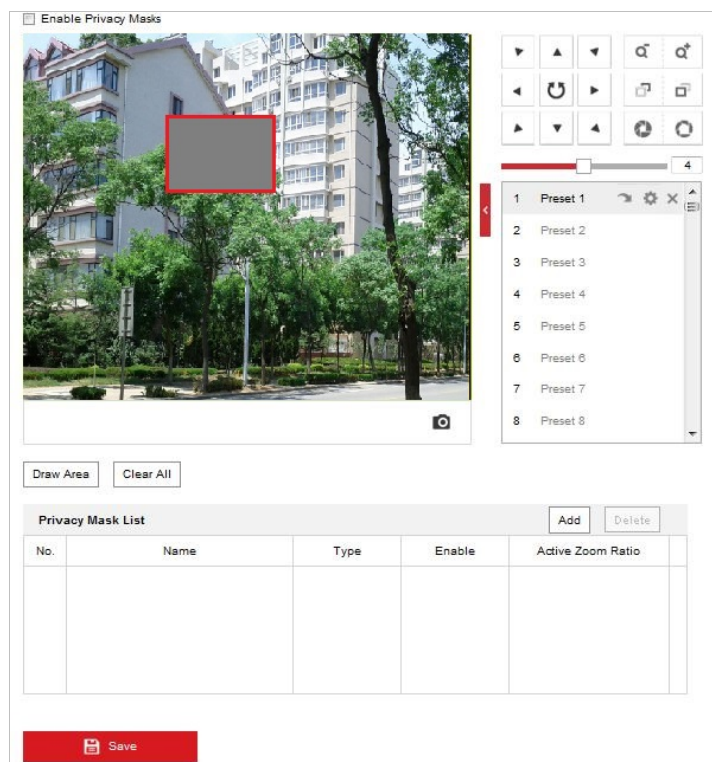 Enable Privacy Masks
4
1 Preset 1
2 Preset 2
3 Preset 3
4 Preset 4
5 Preset 5
6 Preset 6
7 Preset 7
8 Preset 8
Draw Area Clear All
Privacy Mask List Add Delete
No. Name Type Enable Active Zoom Ratio
Save